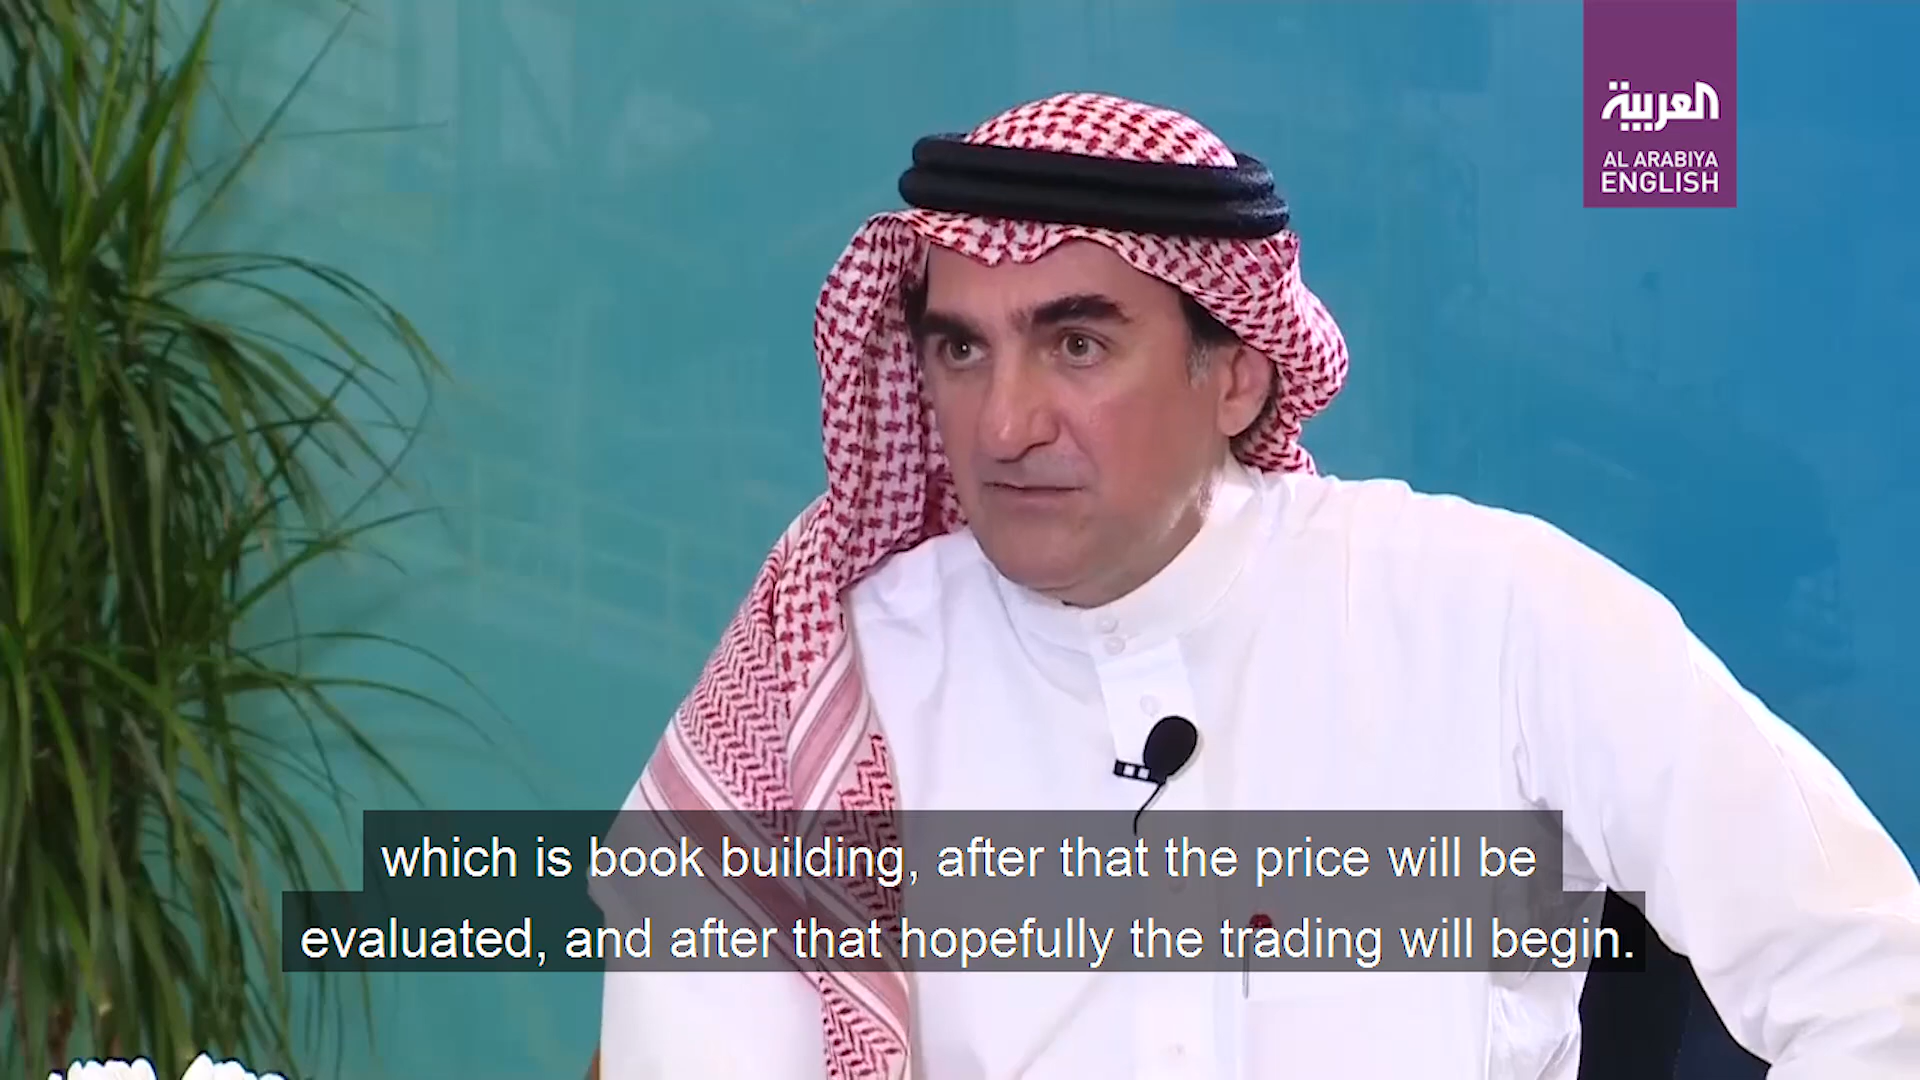 العربية
AL ARABIYA
ENGLISH
which is book building, after that the price will be
evaluated, and after that hopefully the trading will begin.